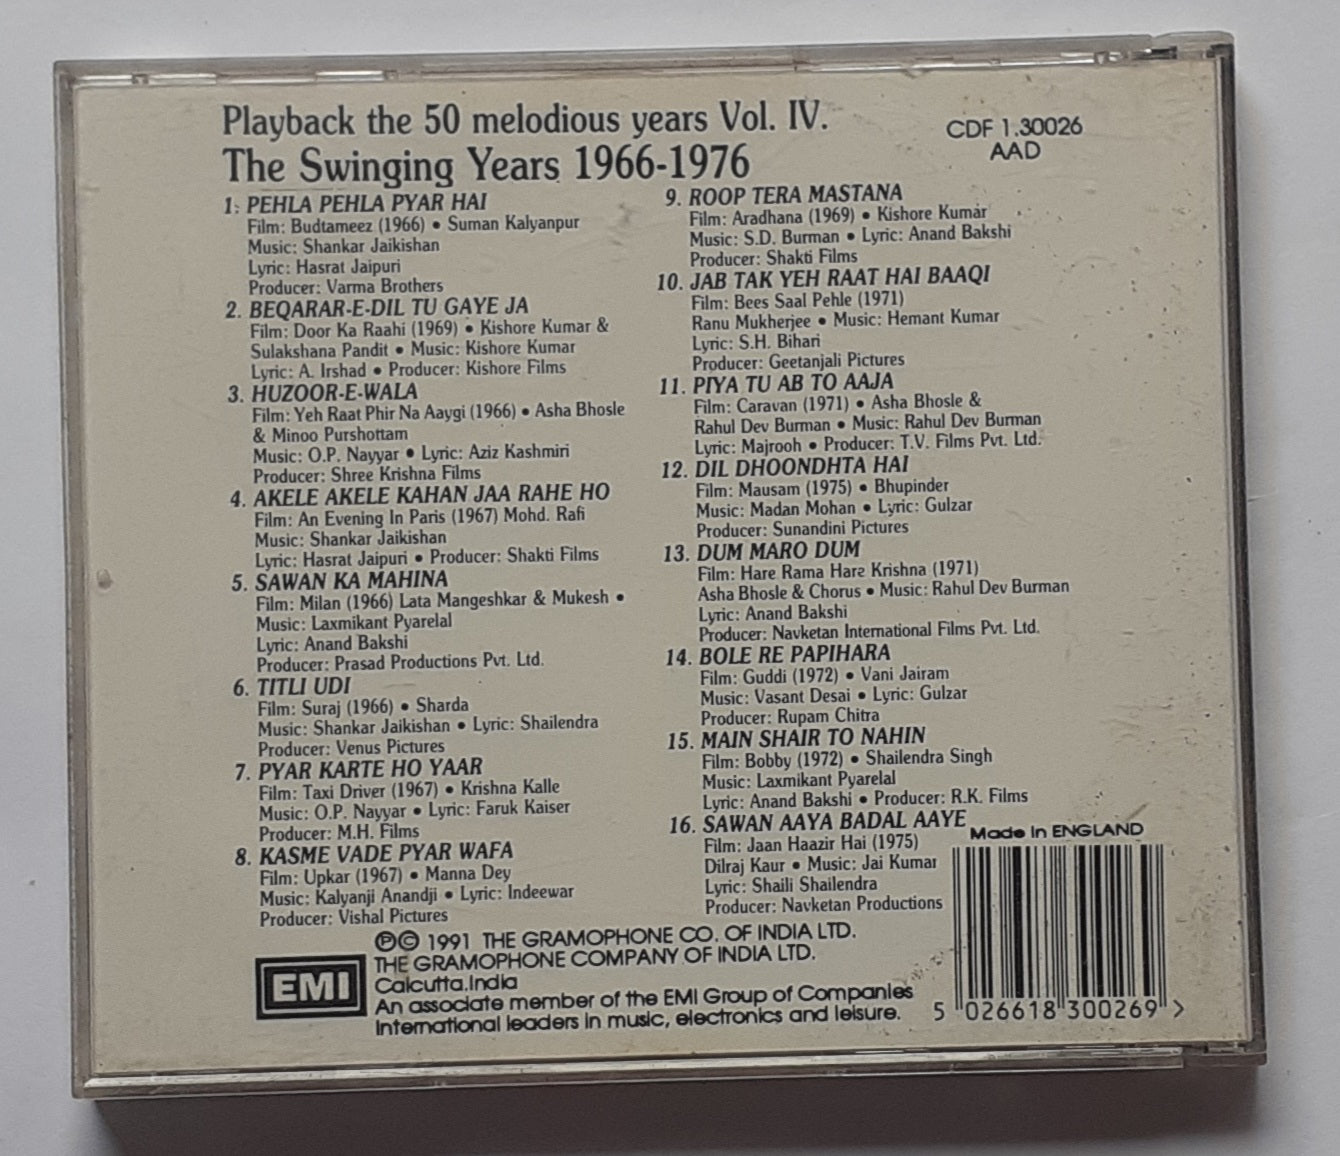 Playback the 50 melodious years Vol. IV.
The Swinging Years 1966-1976
CDF 1.30026
AAD
1. PEHLA PEHLA PYAR HAI
Film: Budtameez (1966) • Suman Kalyanpur
Music: Shankar Jaikishan
Lyric: Hasrat Jaipuri
Producer: Varma Brothers
2. BEQARAR-E-DIL TU GAYE JA
Film: Door Ka Raahi (1969) • Kishore Kumar &
Sulakshana Pandit • Music: Kishore Kumar
Lyric: A. Irshad • Producer: Kishore Films
3. HUZOOR-E-WALA
Film: Yeh Raat Phir Na Aaygi (1966) • Asha Bhosle
& Minoo Purshottam
Music: O.P. Nayyar • Lyric: Aziz Kashmiri
Producer: Shree Krishna Films
4. AKELE AKELE KAHAN JAA RAHE HO
Film: An Evening In Paris (1967) Mohd. Rafi
Music: Shankar Jaikishan
Lyric: Hasrat Jaipuri • Producer: Shakti Films
5. SAWAN KA MAHINA
Film: Milan (1966) Lata Mangeshkar & Mukesh •
Music: Laxmikant Pyarelal
Lyric: Anand Bakshi
Producer: Prasad Productions Pvt. Ltd.
6. TITLI UDI
Film: Suraj (1966) • Sharda
Music: Shankar Jaikishan • Lyric: Shailendra
Producer: Venus Pictures
7. PYAR KARTE HO YAAR
Film: Taxi Driver (1967) • Krishna Kalle
Music: O.P. Nayyar • Lyric: Faruk Kaiser
Producer: M.H. Films
8. KASME VADE PYAR WAFA
Film: Upkar (1967) • Manna Dey
Music: Kalyanji Anandji • Lyric: Indeewar
Producer: Vishal Pictures
9. ROOP TERA MASTANA
Film: Aradhana (1969) • Kishore Kumar
Music: S.D. Burman • Lyric: Anand Bakshi
Producer: Shakti Films
10. JAB TAK YEH RAAT HAI BAAQI
Film: Bees Saal Pehle (1971)
Ranu Mukherjee • Music: Hemant Kumar
Lyric: S.H. Bihari
Producer: Geetanjali Pictures
11. PIYA TU AB TO AAJA
Film: Caravan (1971) • Asha Bhosle &
Rahul Dev Burman • Music: Rahul Dev Burman
Lyric: Majrooh • Producer: T.V. Films Pvt. Ltd.
12. DIL DHOONDHTA HAI
Film: Mausam (1975) • Bhupinder
Music: Madan Mohan • Lyric: Gulzar
Producer: Sunandini Pictures
13. DUM MARO DUM
Film: Hare Rama Hare Krishna (1971)
Asha Bhosle & Chorus • Music: Rahul Dev Burman
Lyric: Anand Bakshi
Producer: Navketan International Films Pvt. Ltd.
14. BOLE RE PAPIHARA
Film: Guddi (1972) • Vani Jairam
Music: Vasant Desai • Lyric: Gulzar
Producer: Rupam Chitra
15. MAIN SHAIR TO NAHIN
Film: Bobby (1972) • Shailendra Singh
Music: Laxmikant Pyarelal
Lyric: Anand Bakshi • Producer: R.K. Films
16. SAWAN AAYA BADAL AAYE
Film: Jaan Haazir Hai (1975)
Dilraj Kaur • Music: Jai Kumar
Lyric: Shaili Shailendra
Producer: Navketan Productions
Made in ENGLAND
EMI
℗© 1991 THE GRAMOPHONE CO. OF INDIA LTD.
THE GRAMOPHONE COMPANY OF INDIA LTD.
Calcutta.India
An associate member of the EMI Group of Companies
International leaders in music, electronics and leisure.
5 026618 300269 >